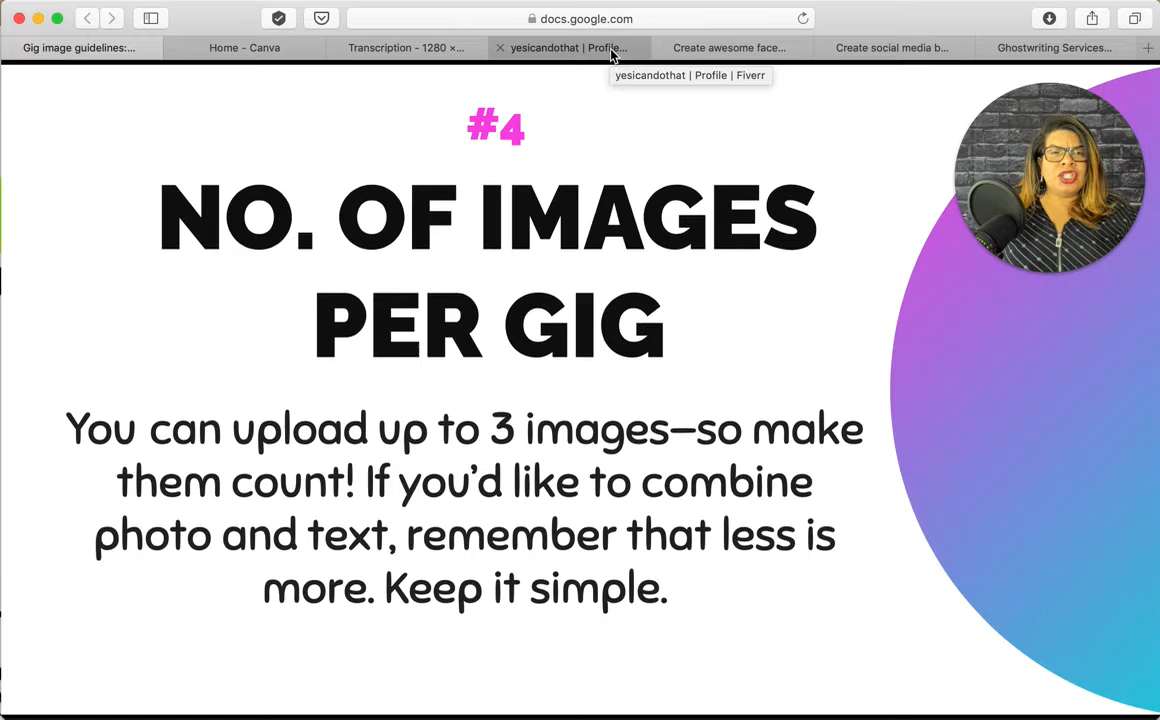 docs.google.com
Gig image guidelines:...
Home – Canva
Transcription - 1280 ×...
yesicandothat | Profile...
Create awesome face...
Create social media b...
Ghostwriting Services...
yesicandothat | Profile | Fiverr
#4
NO. OF IMAGES
PER GIG
You can upload up to 3 images—so make
them count! If you’d like to combine
photo and text, remember that less is
more. Keep it simple.